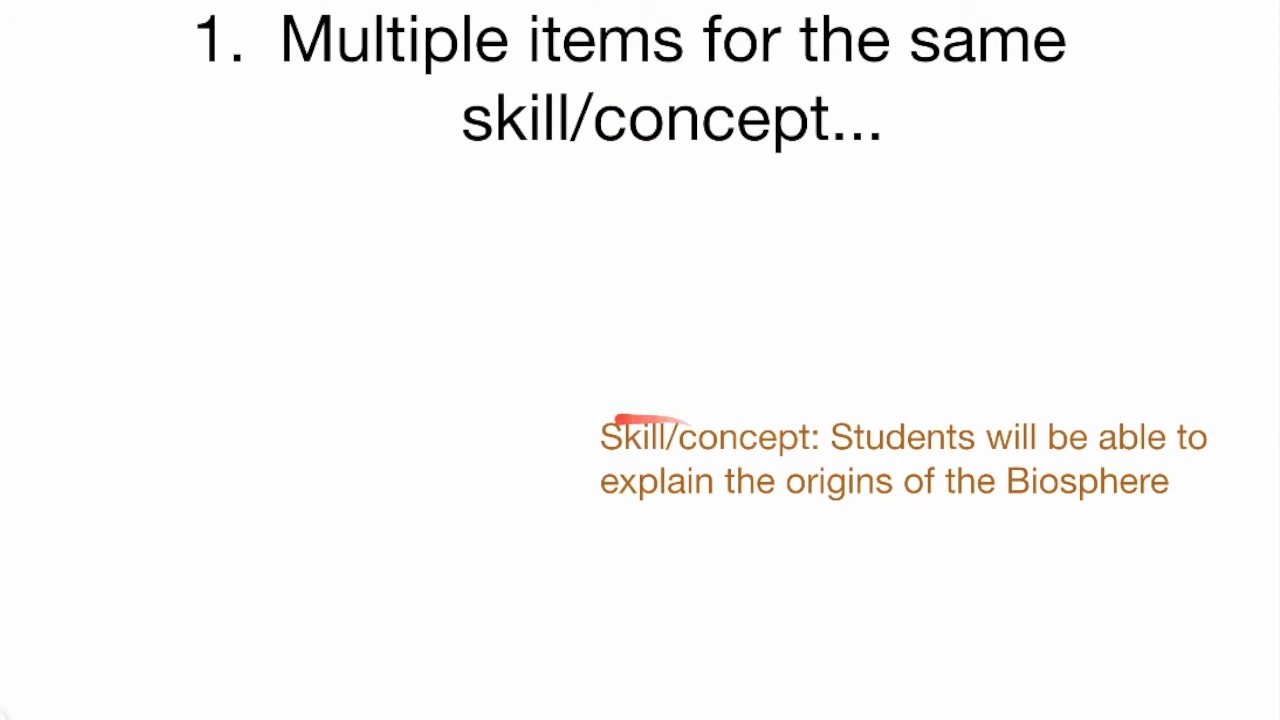 1. Multiple items for the same
skill/concept...
Skill/concept: Students will be able to
explain the origins of the Biosphere